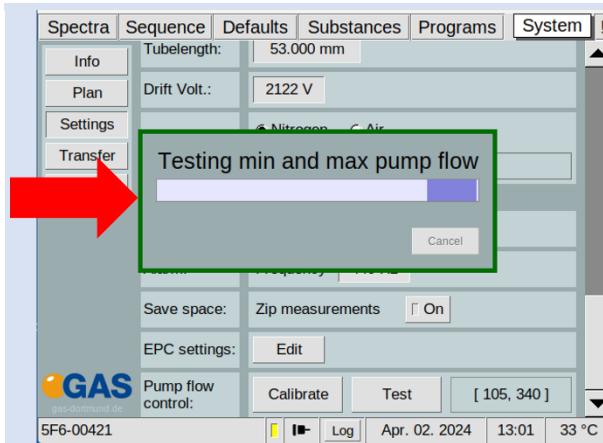 Spectra Sequence Defaults Substances Programs System
Info
Plan
Settings
Transfer
Tubelength: 53.000 mm
Drift Volt.: 2122 V
Nitrogen Air
Testing min and max pump flow
Cancel
Save space: Zip measurements On
EPC settings: Edit
Pump flow
control: Calibrate Test [ 105, 340 ]
GAS
gas-dortmund.de
5F6-00421 Log Apr. 02. 2024 13:01 33 °C